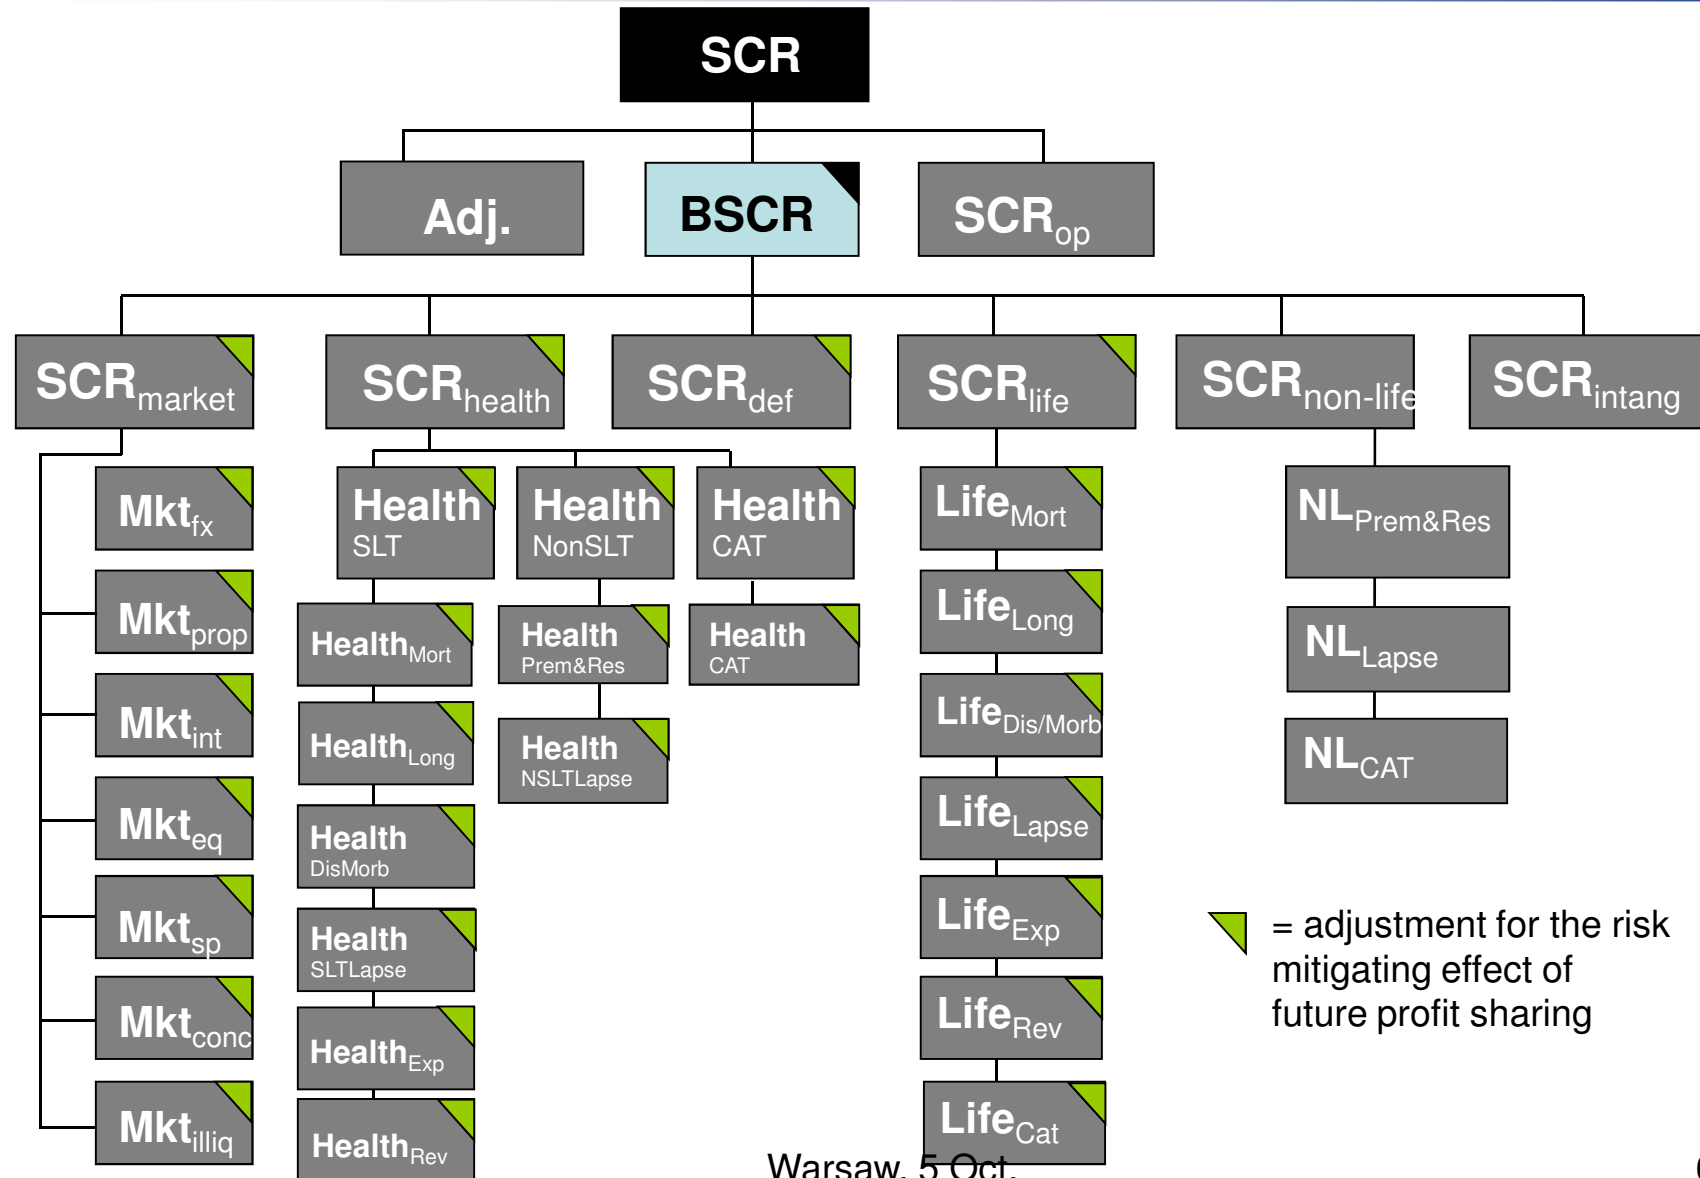 SCR
Adj.
BSCR
SCRop
SCRmarket
SCRhealth
SCRdef
SCRlife
SCRnon-life
SCRintang
Mktfx
Mktprop
Mktint
Mkteq
Mktsp
Mktconc
Mktilliq
Health
SLT
HealthMort
HealthLong
Health
DisMorb
Health
SLTLapse
HealthExp
HealthRev
Health
NonSLT
Health
Prem&Res
Health
NSLTLapse
Health
CAT
Health
CAT
LifeMort
LifeLong
LifeDis/Morb
LifeLapse
LifeExp
LifeRev
LifeCat
NLPrem&Res
NLLapse
NLCAT
= adjustment for the risk
mitigating effect of
future profit sharing
Warsaw, 5 Oct.